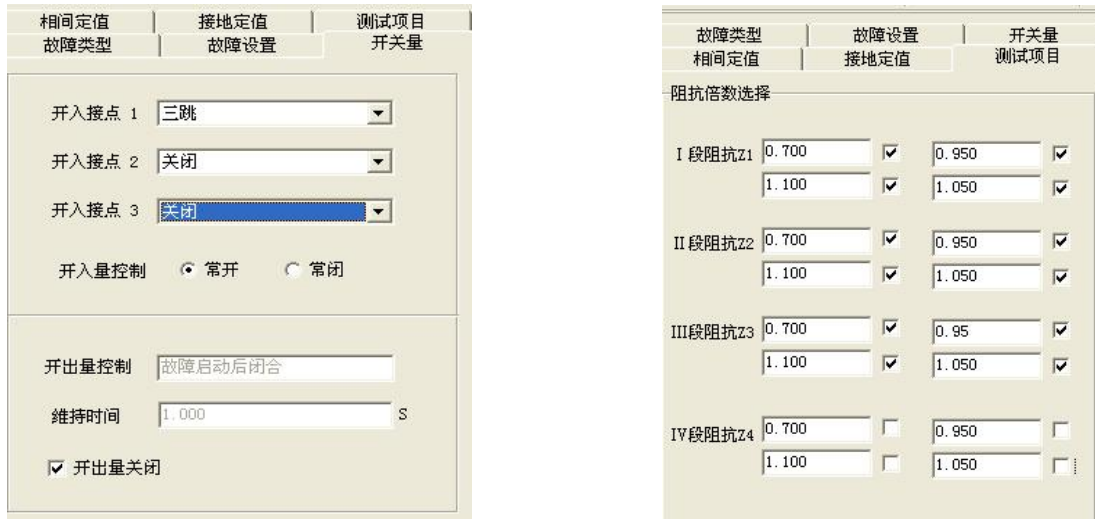 相间定值 接地定值 测试项目
故障类型 故障设置 开关量
开入接点 1 三跳
开入接点 2 关闭
开入接点 3 关闭
开入量控制 常开 常闭
开出量控制 故障启动后闭合
维持时间 1.000 S
开出量关闭
故障类型 故障设置 开关量
相间定值 接地定值 测试项目
阻抗倍数选择
I 段阻抗Z1 0.700 0.950
1.100 1.050
II 段阻抗Z2 0.700 0.950
1.100 1.050
III段阻抗Z3 0.700 0.95
1.100 1.050
IV段阻抗Z4 0.700 0.950
1.100 1.050